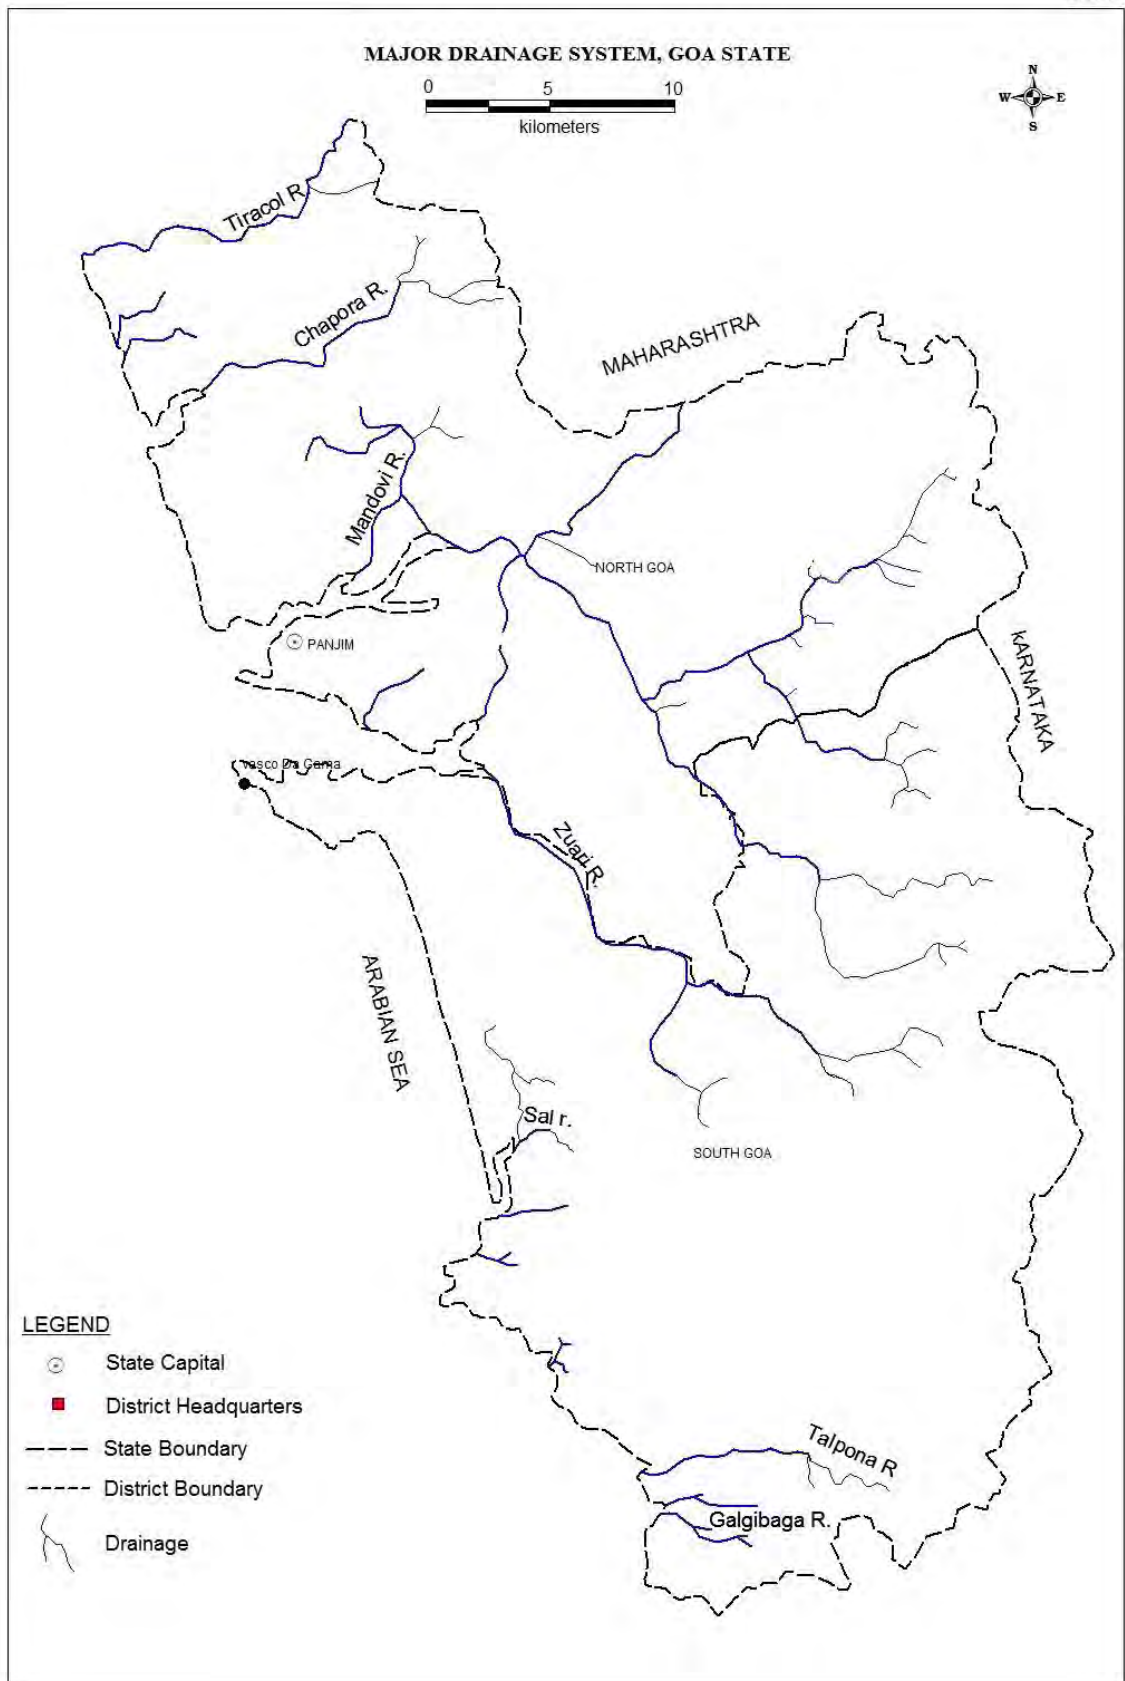 MAJOR DRAINAGE SYSTEM, GOA STATE
0 5 10
kilometers
N
W E
S
Tiracol R
Chapora R.
MAHARASHTRA
Mandovi R.
NORTH GOA
PANJIM
kARNATAKA
Vasco Da Gama
Zuari R.
ARABIAN SEA
Sal r.
SOUTH GOA
LEGEND
State Capital
District Headquarters
State Boundary
District Boundary
Drainage
Talpona R
Galgibaga R.